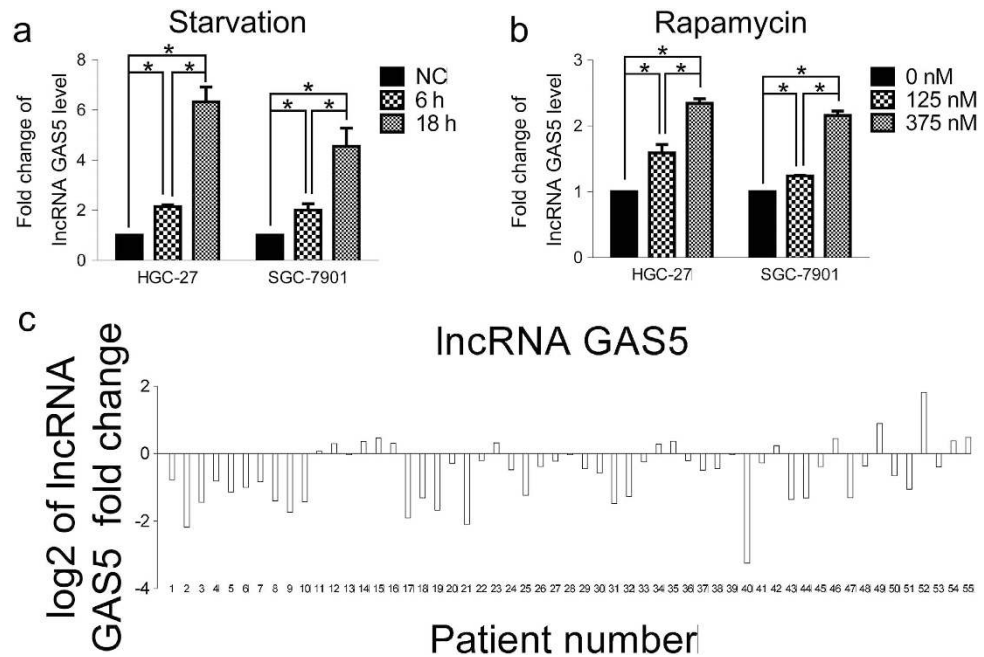 a
Starvation
Fold change of
lncRNA GAS5 level
8
6
4
2
0
* * *
* * *
NC
6 h
18 h
HGC-27
SGC-7901
b
Rapamycin
Fold change of
lncRNA GAS5 level
3
2
1
0
* * *
* * *
0 nM
125 nM
375 nM
HGC-27
SGC-7901
c
lncRNA GAS5
log2 of lncRNA
GAS5 fold change
2
0
-2
-4
1 2 3 4 5 6 7 8 9 10 11 12 13 14 15 16 17 18 19 20 21 22 23 24 25 26 27 28 29 30 31 32 33 34 35 36 37 38 39 40 41 42 43 44 45 46 47 48 49 50 51 52 53 54 55
Patient number